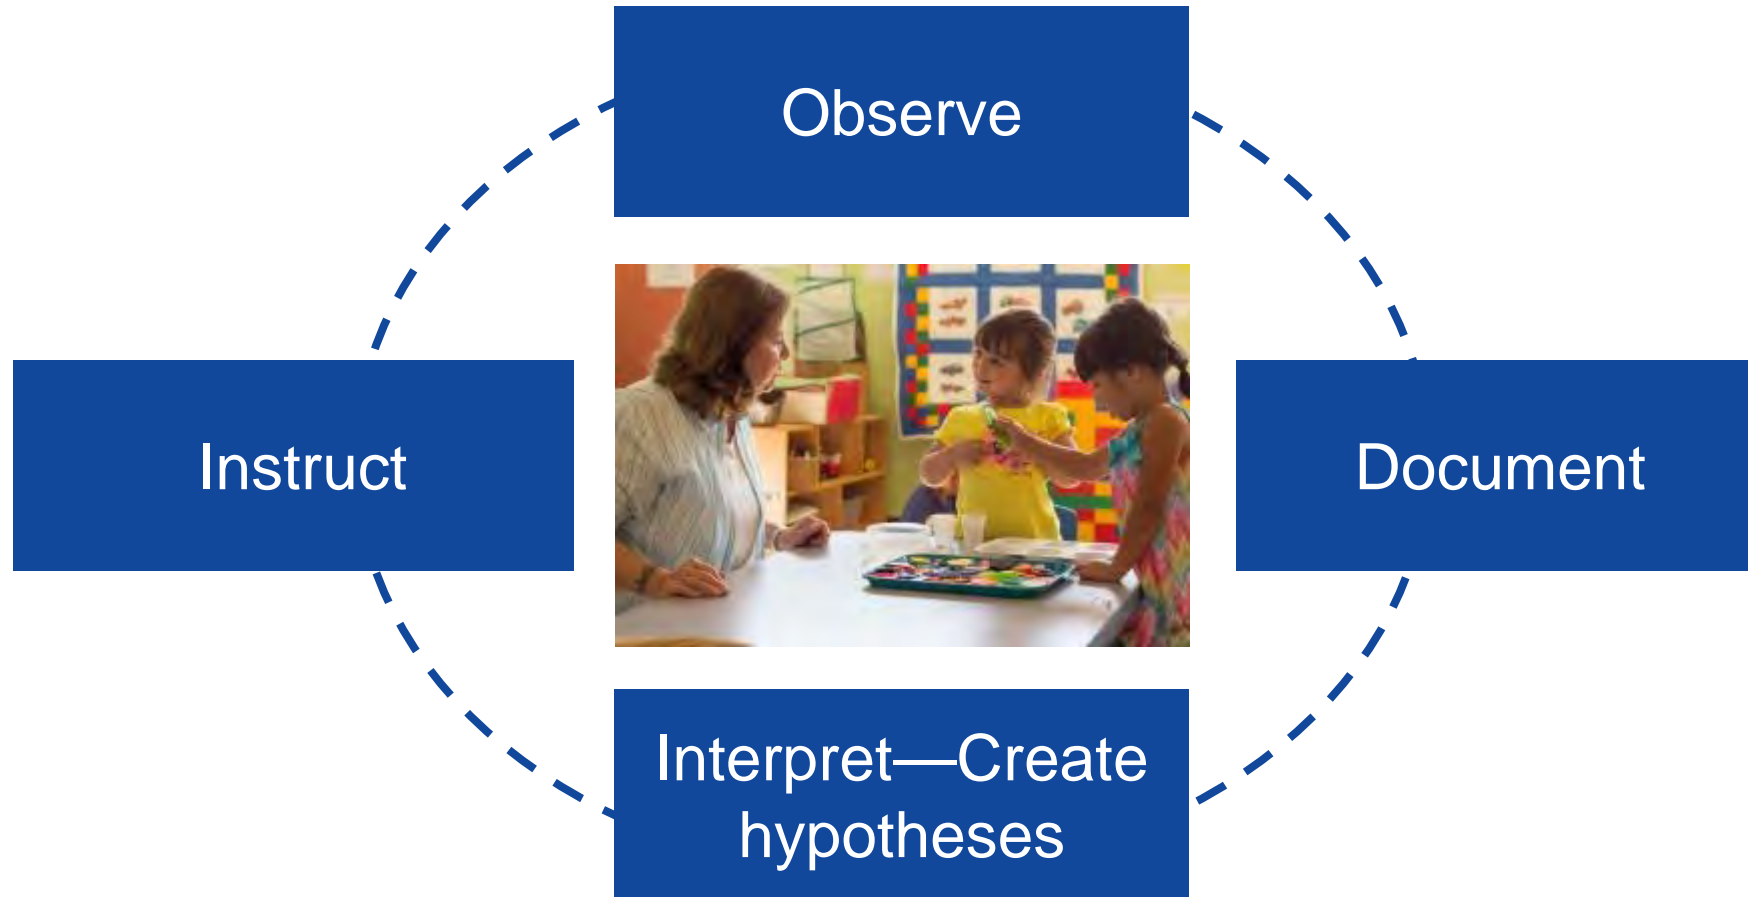 Observe
Instruct
Document
Interpret—Create
hypotheses